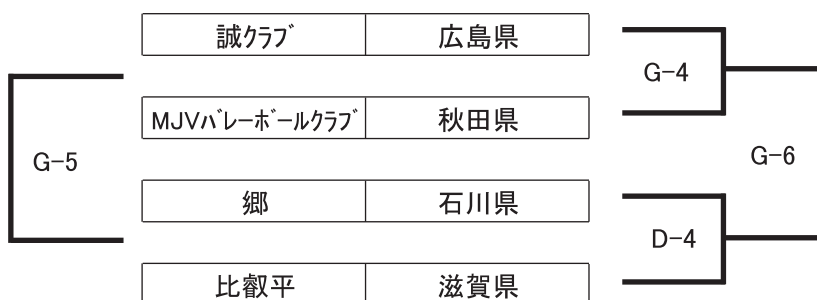 誠クラブ 広島県
G-4
MJVバレーボールクラブ 秋田県
G-5
G-6
郷 石川県
D-4
比叡平 滋賀県